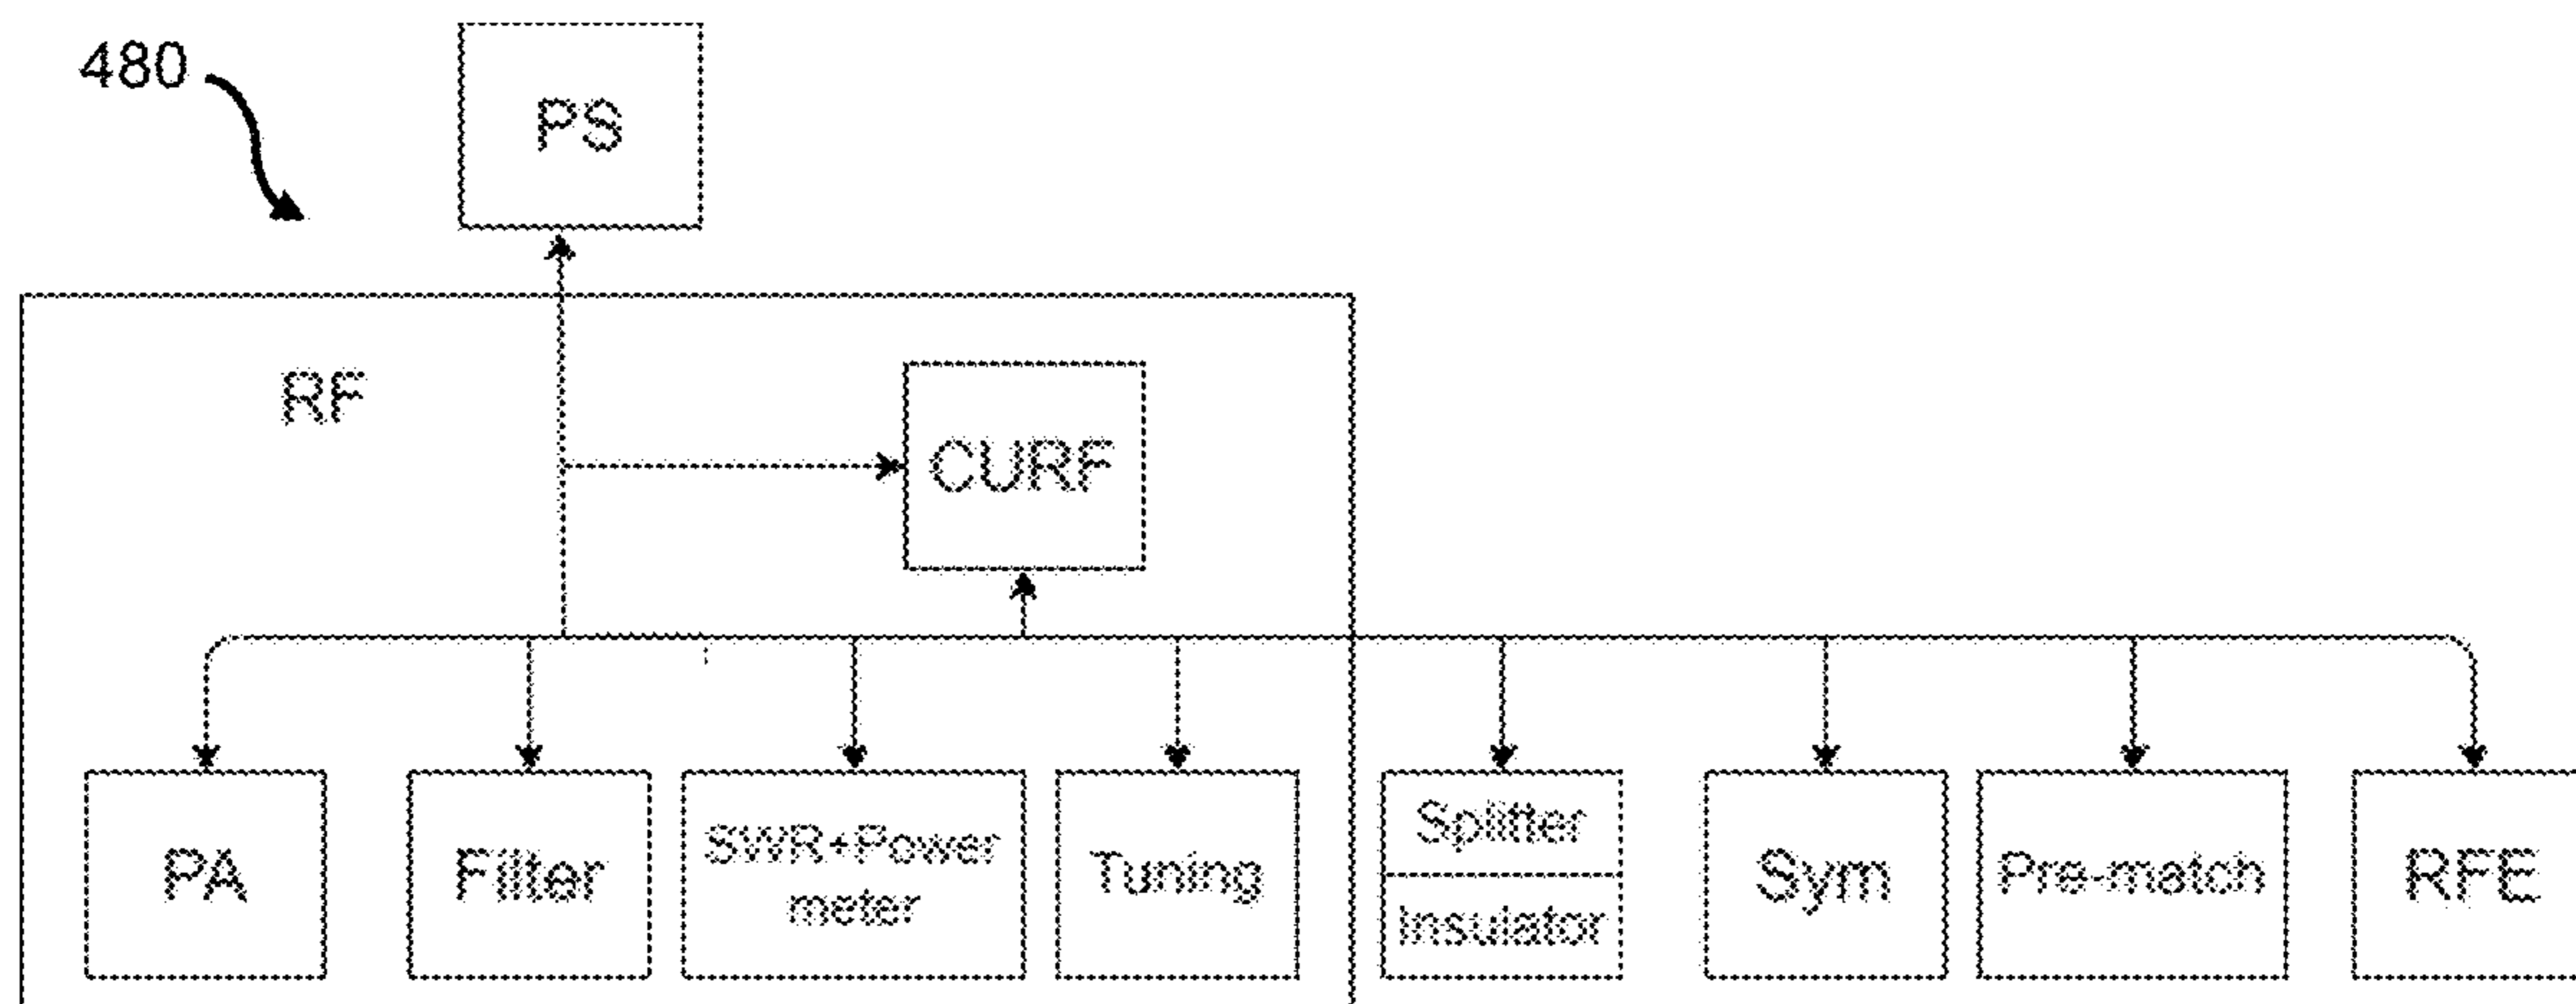 480
PS
RF
CURF
PA
Filter
SWR+Power
meter
Tuning
Splitter
Insulator
Sym
Pre-match
RFE